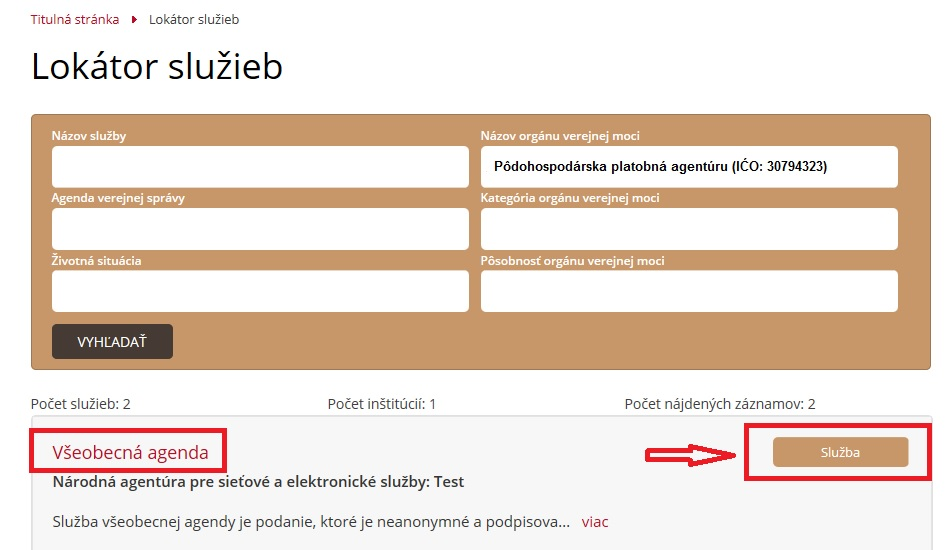 Titulná stránka Lokátor služieb
Lokátor služieb
Názov služby
Názov orgánu verejnej moci
Pôdohospodárska platobná agentúru (IĆO: 30794323)
Agenda verejnej správy
Kategória orgánu verejnej moci
Životná situácia
Pôsobnosť orgánu verejnej moci
VYHĽADAŤ
Počet služieb: 2 Počet inštitúcií: 1 Počet nájdených záznamov: 2
Všeobecná agenda
Služba
Národná agentúra pre sieťové a elektronické služby: Test
Služba všeobecnej agendy je podanie, ktoré je neanonymné a podpisova... viac